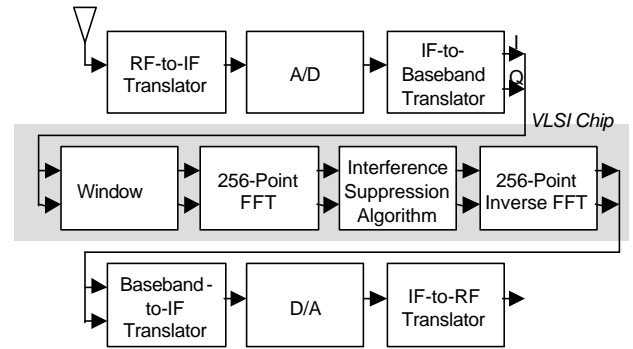 RF-to-IF
Translator
A/D
IF-to-
Baseband
Translator
I
Q
VLSI Chip
Window
256-Point
FFT
Interference
Suppression
Algorithm
256-Point
Inverse FFT
Baseband-
to-IF
Translator
D/A
IF-to-RF
Translator